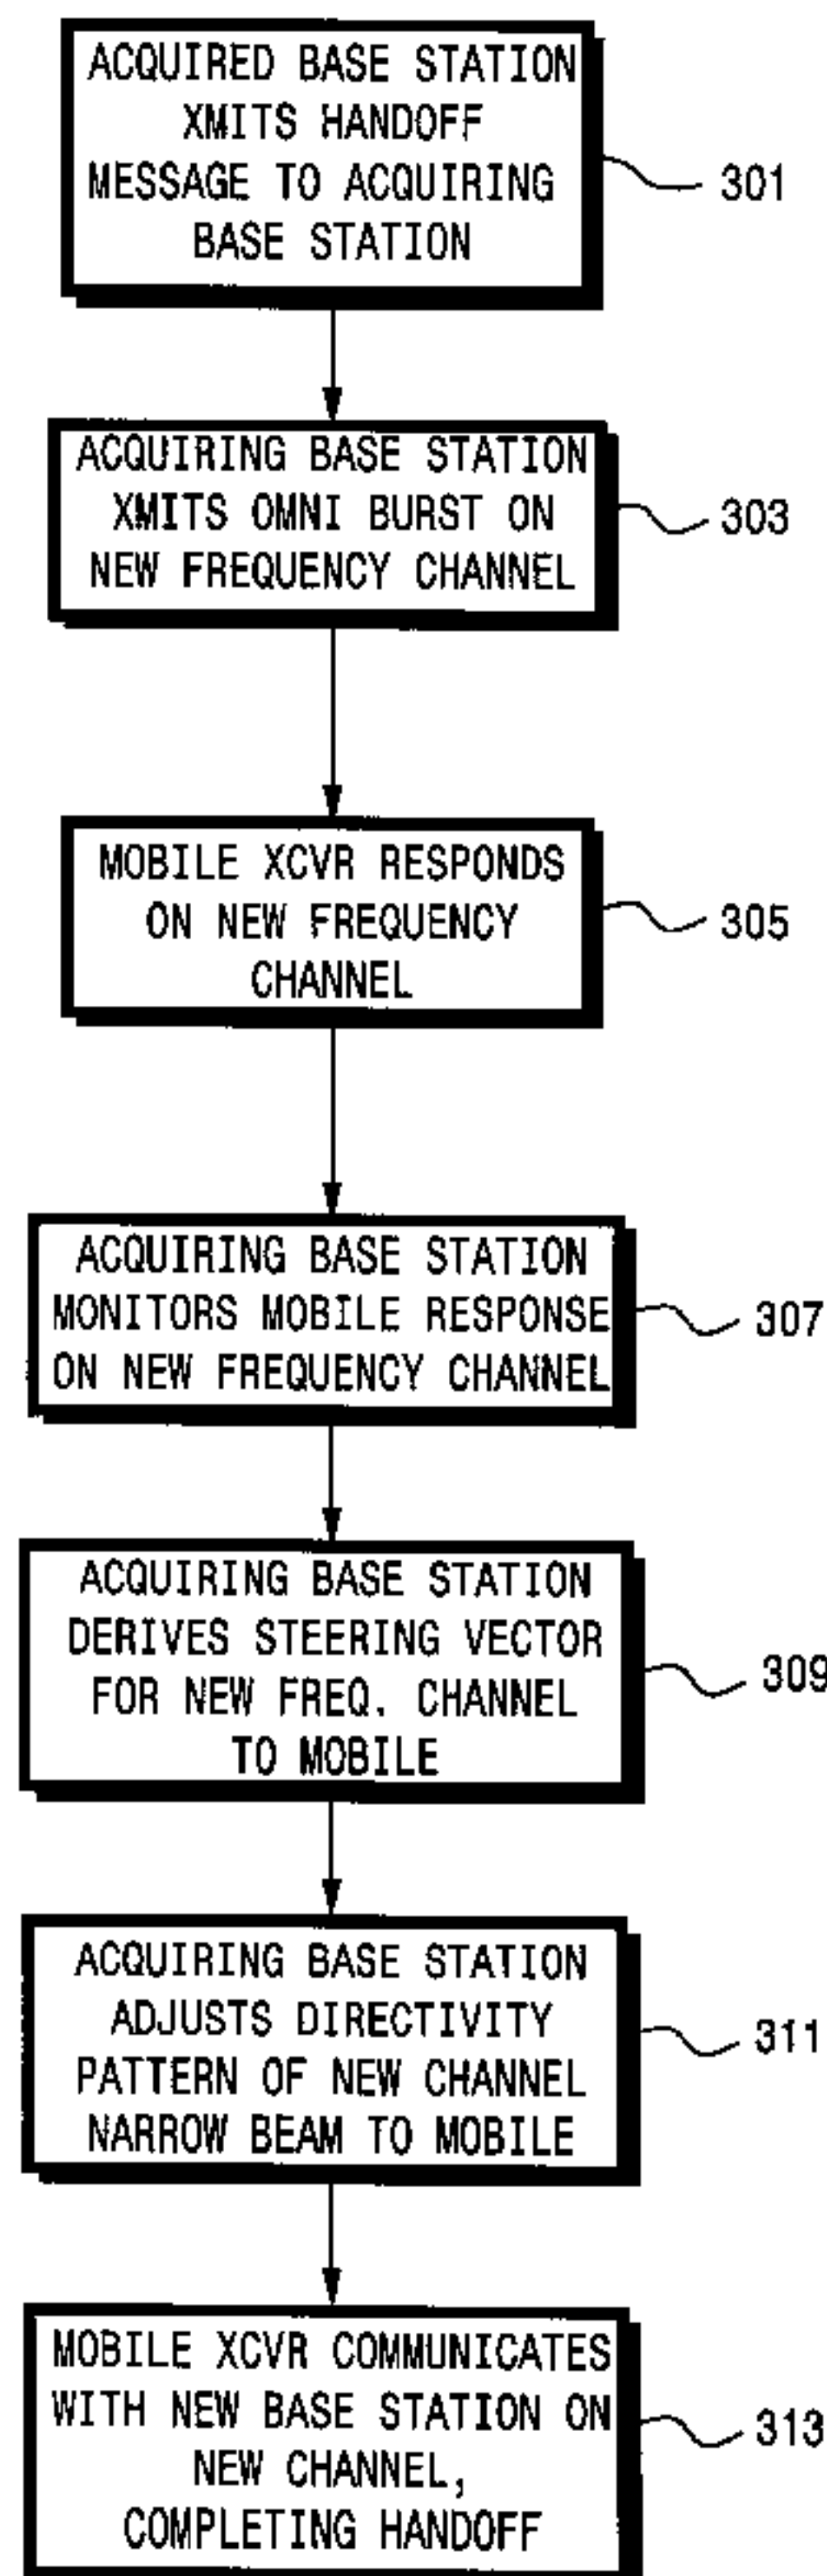 ACQUIRED BASE STATION
XMITS HANDOFF
MESSAGE TO ACQUIRING
BASE STATION
301
ACQUIRING BASE STATION
XMITS OMNI BURST ON
NEW FREQUENCY CHANNEL
303
MOBILE XCVR RESPONDS
ON NEW FREQUENCY
CHANNEL
305
ACQUIRING BASE STATION
MONITORS MOBILE RESPONSE
ON NEW FREQUENCY CHANNEL
307
ACQUIRING BASE STATION
DERIVES STEERING VECTOR
FOR NEW FREQ. CHANNEL
TO MOBILE
309
ACQUIRING BASE STATION
ADJUSTS DIRECTIVITY
PATTERN OF NEW CHANNEL
NARROW BEAM TO MOBILE
311
MOBILE XCVR COMMUNICATES
WITH NEW BASE STATION ON
NEW CHANNEL,
COMPLETING HANDOFF
313